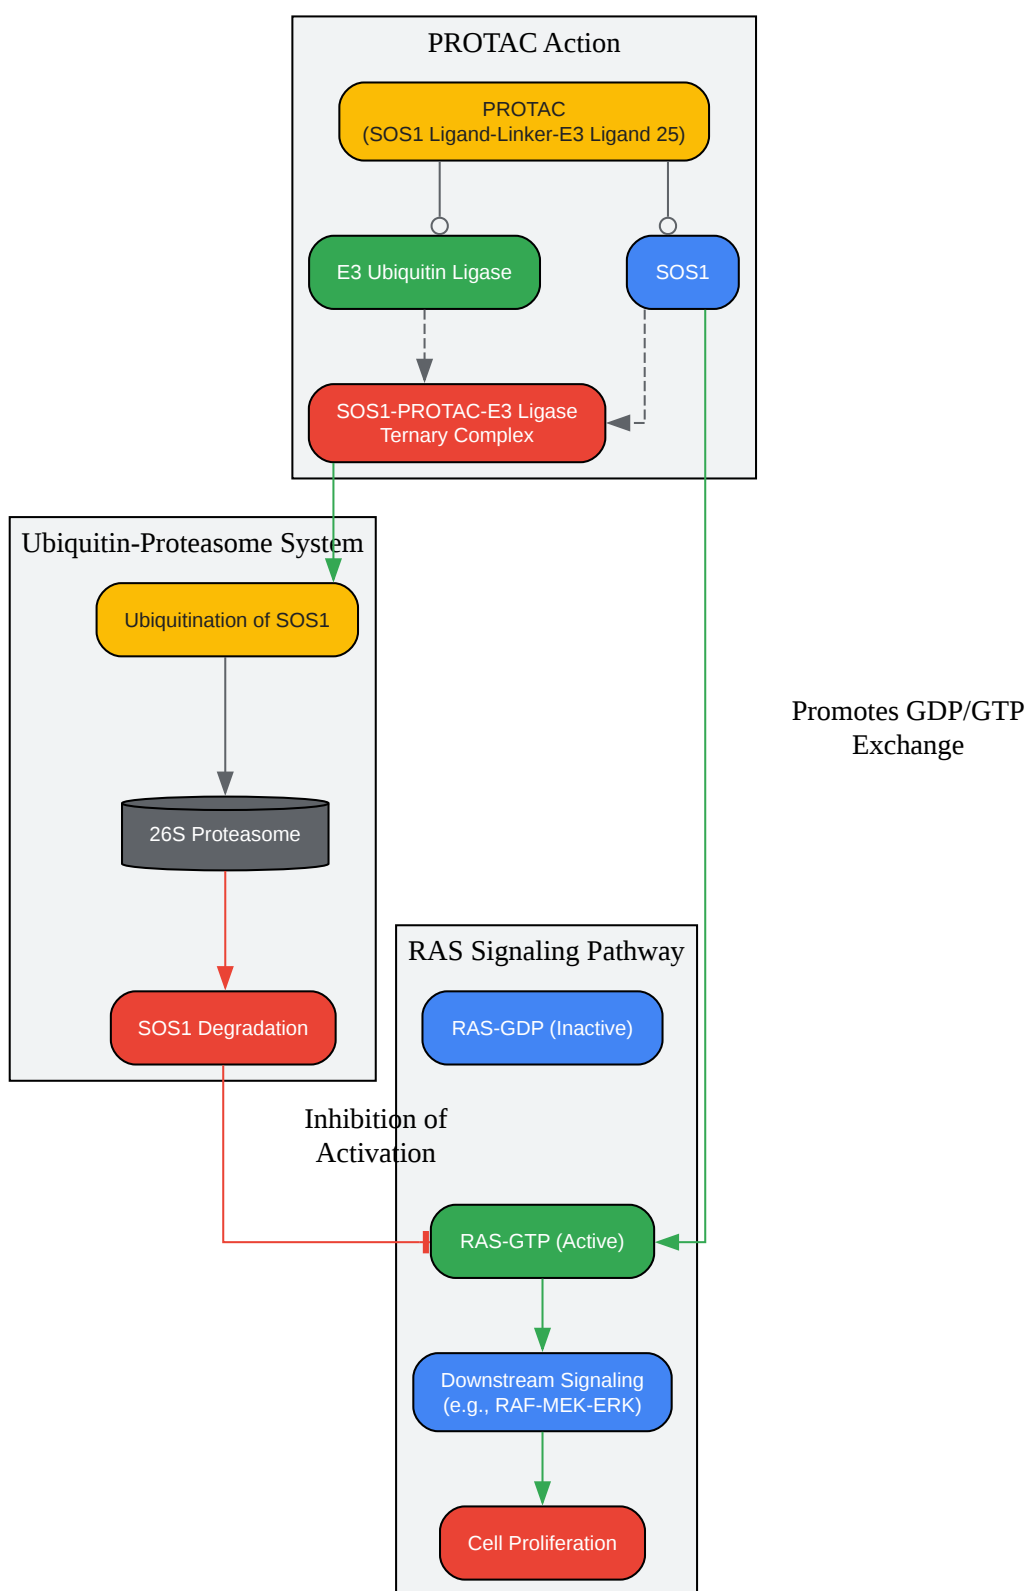 PROTAC Action
PROTAC
(SOS1 Ligand-Linker-E3 Ligand 25)
E3 Ubiquitin Ligase
SOS1
SOS1-PROTAC-E3 Ligase
Ternary Complex
Ubiquitin-Proteasome System
Ubiquitination of SOS1
Promotes GDP/GTP
Exchange
26S Proteasome
RAS Signaling Pathway
SOS1 Degradation
RAS-GDP (Inactive)
Inhibition of
Activation
RAS-GTP (Active)
Downstream Signaling
(e.g., RAF-MEK-ERK)
Cell Proliferation